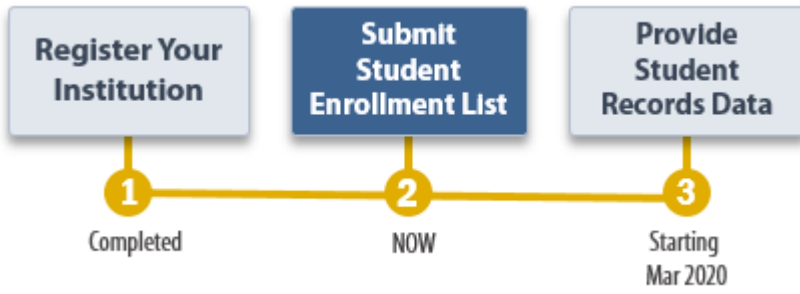 Register Your
Institution
Submit
Student
Enrollment List
Provide
Student
Records Data
1
2
3
Completed
NOW
Starting
Mar 2020